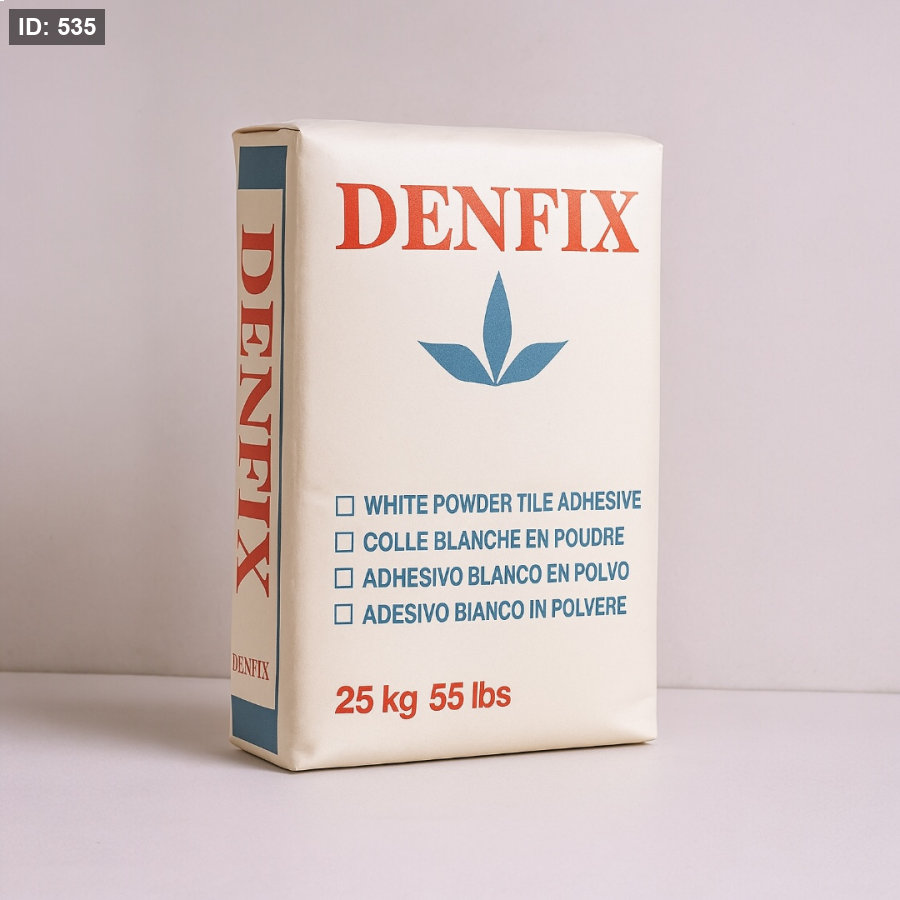 ID: 535
DENFIX
DENFIX
DENFIX
☐ WHITE POWDER TILE ADHESIVE
☐ COLLE BLANCHE EN POUDRE
☐ ADHESIVO BLANCO EN POLVO
☐ ADESIVO BIANCO IN POLVERE
25 kg 55 lbs